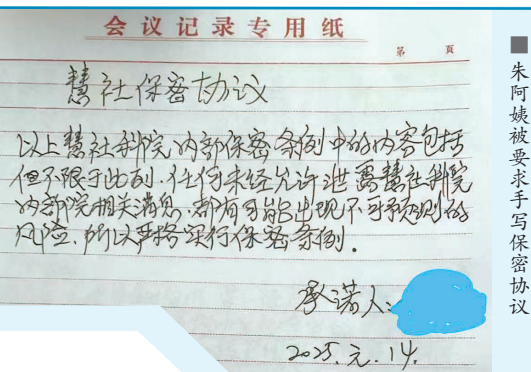 会议记录专用纸
第 页
慧社保密协议
以上慧社科院内部保密条例中的内容包括
但不限于此列.任何未经允许泄露慧社科院
内部院相关消息.都有可能出现不可预测的
风险.所以严格实行保密条例.
承诺人:
2025.元.14.
■朱阿姨被要求手写保密协议